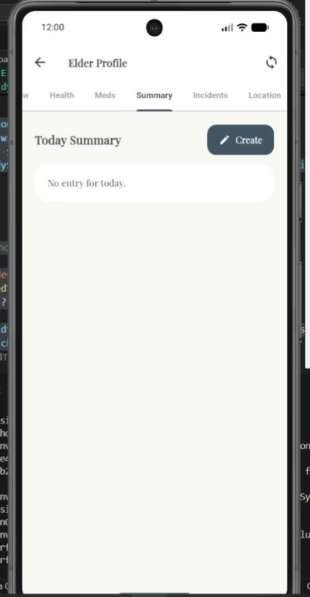 12:00
Elder Profile
Health Meds Summary Incidents Location
Today Summary
Create
No entry for today.